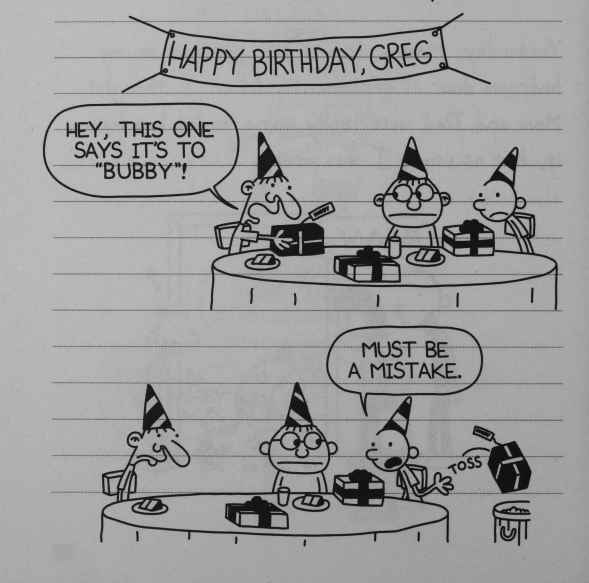 HAPPY BIRTHDAY, GREG
HEY, THIS ONE
SAYS IT'S TO
"BUBBY"!
MUST BE
A MISTAKE.
TOSS